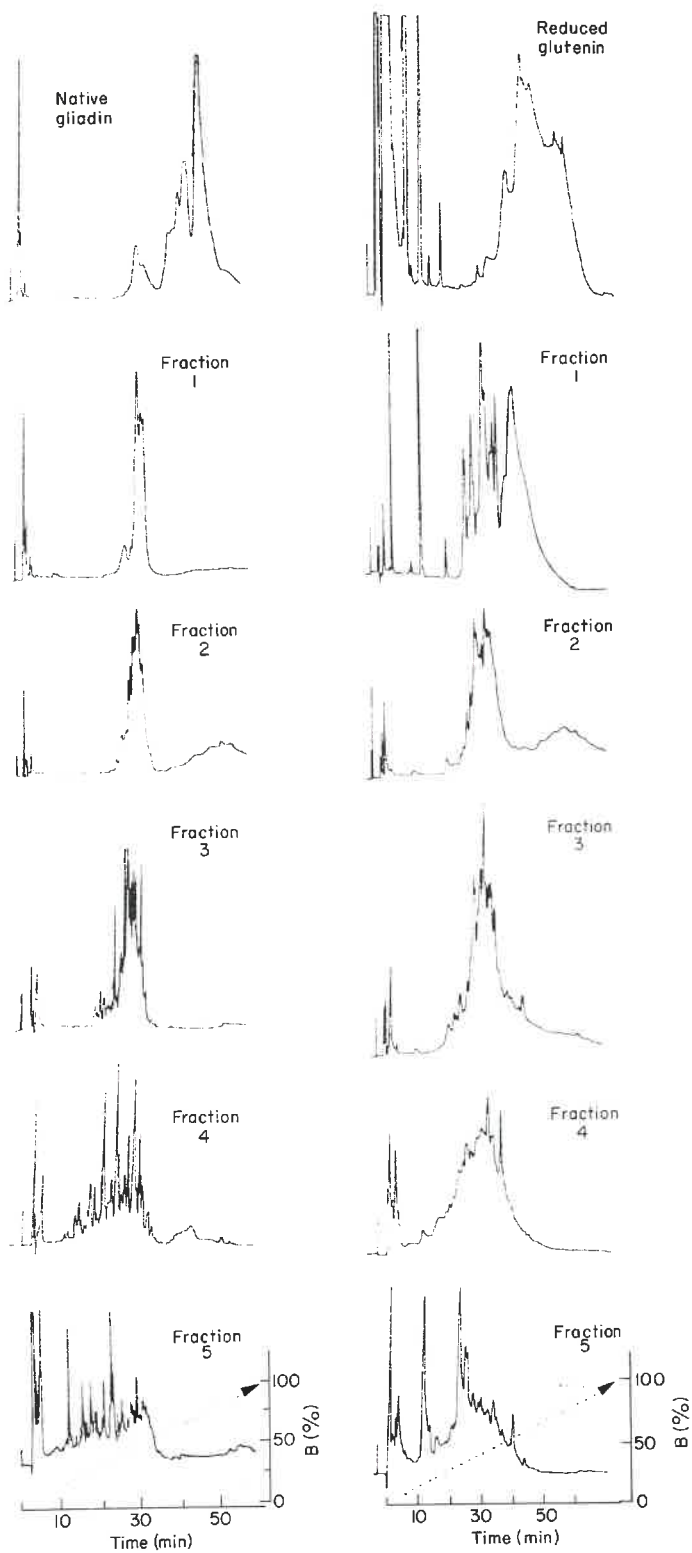 Native
gliadin
Reduced
glutenin
Fraction
1
Fraction
1
Fraction
2
Fraction
2
Fraction
3
Fraction
3
Fraction
4
Fraction
4
Fraction
5
100
50
0
B (%)
10
30
50
Time (min)
Fraction
5
100
50
0
B (%)
10
30
50
Time (min)